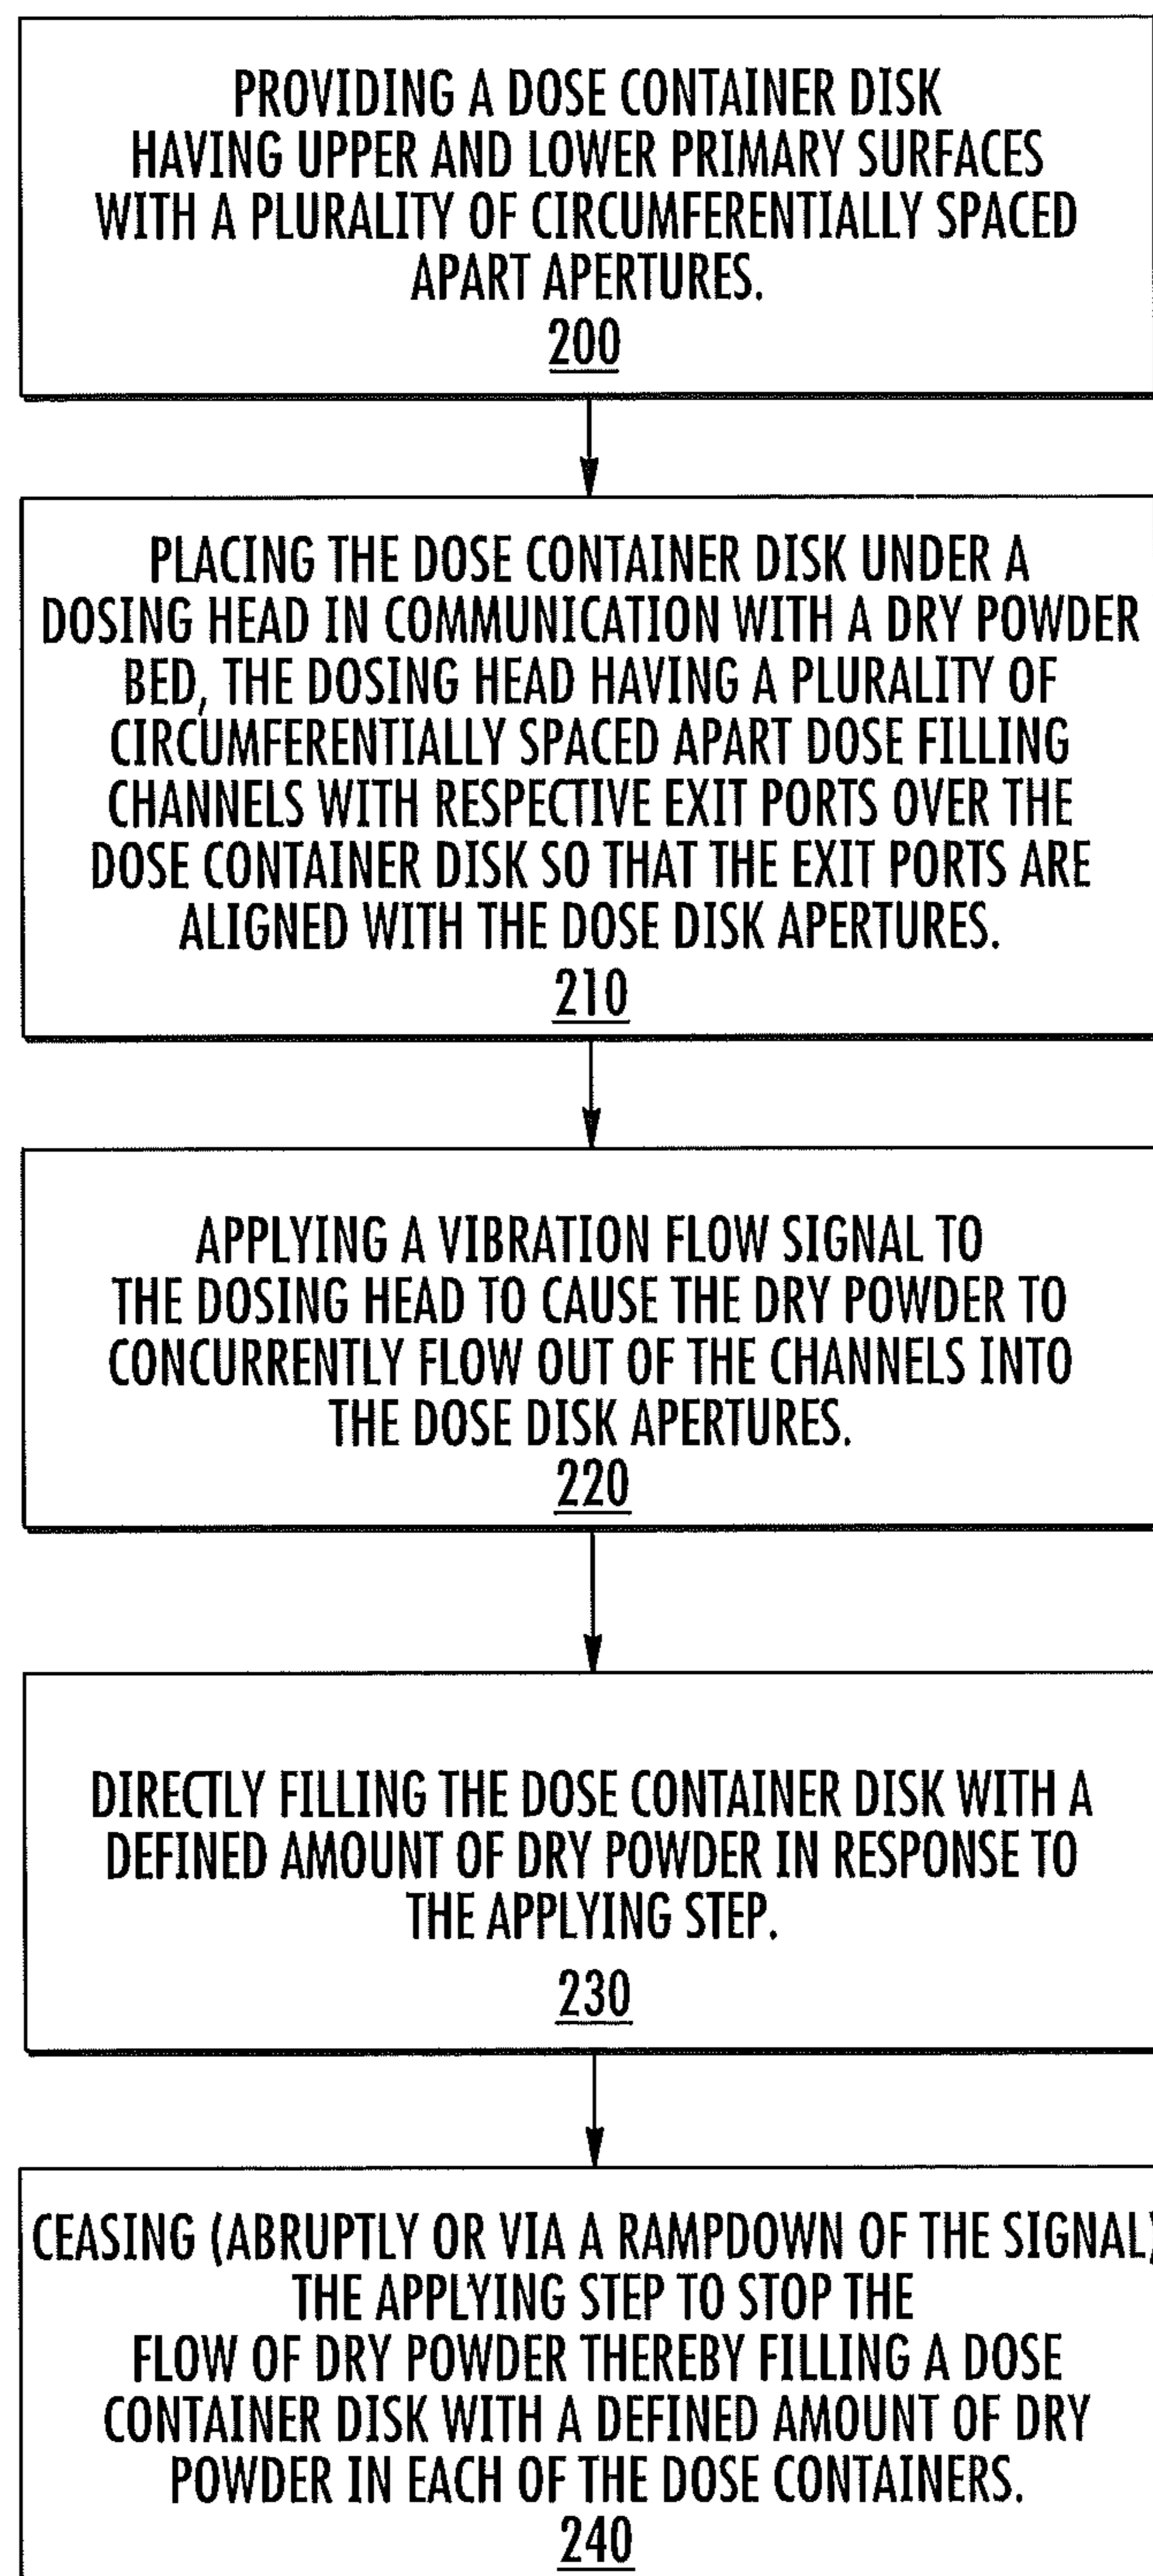 PROVIDING A DOSE CONTAINER DISK
HAVING UPPER AND LOWER PRIMARY SURFACES
WITH A PLURALITY OF CIRCUMFERENTIALLY SPACED
APART APERTURES.
200
PLACING THE DOSE CONTAINER DISK UNDER A
DOSING HEAD IN COMMUNICATION WITH A DRY POWDER
BED, THE DOSING HEAD HAVING A PLURALITY OF
CIRCUMFERENTIALLY SPACED APART DOSE FILLING
CHANNELS WITH RESPECTIVE EXIT PORTS OVER THE
DOSE CONTAINER DISK SO THAT THE EXIT PORTS ARE
ALIGNED WITH THE DOSE DISK APERTURES.
210
APPLYING A VIBRATION FLOW SIGNAL TO
THE DOSING HEAD TO CAUSE THE DRY POWDER TO
CONCURRENTLY FLOW OUT OF THE CHANNELS INTO
THE DOSE DISK APERTURES.
220
DIRECTLY FILLING THE DOSE CONTAINER DISK WITH A
DEFINED AMOUNT OF DRY POWDER IN RESPONSE TO
THE APPLYING STEP.
230
CEASING (ABRUPTLY OR VIA A RAMPDOWN OF THE SIGNAL)
THE APPLYING STEP TO STOP THE
FLOW OF DRY POWDER THEREBY FILLING A DOSE
CONTAINER DISK WITH A DEFINED AMOUNT OF DRY
POWDER IN EACH OF THE DOSE CONTAINERS.
240